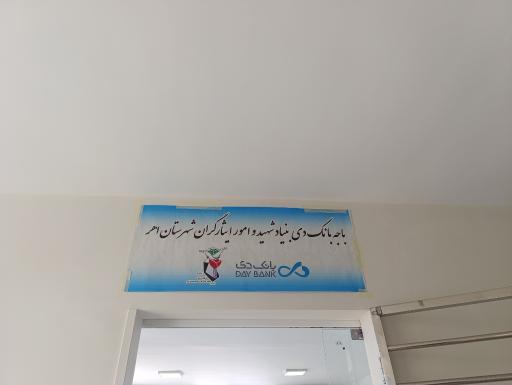 باجه بانک دی بنیاد شهید و امور ایثارگران شهرستان اهر
بانک دی
DAY BANK